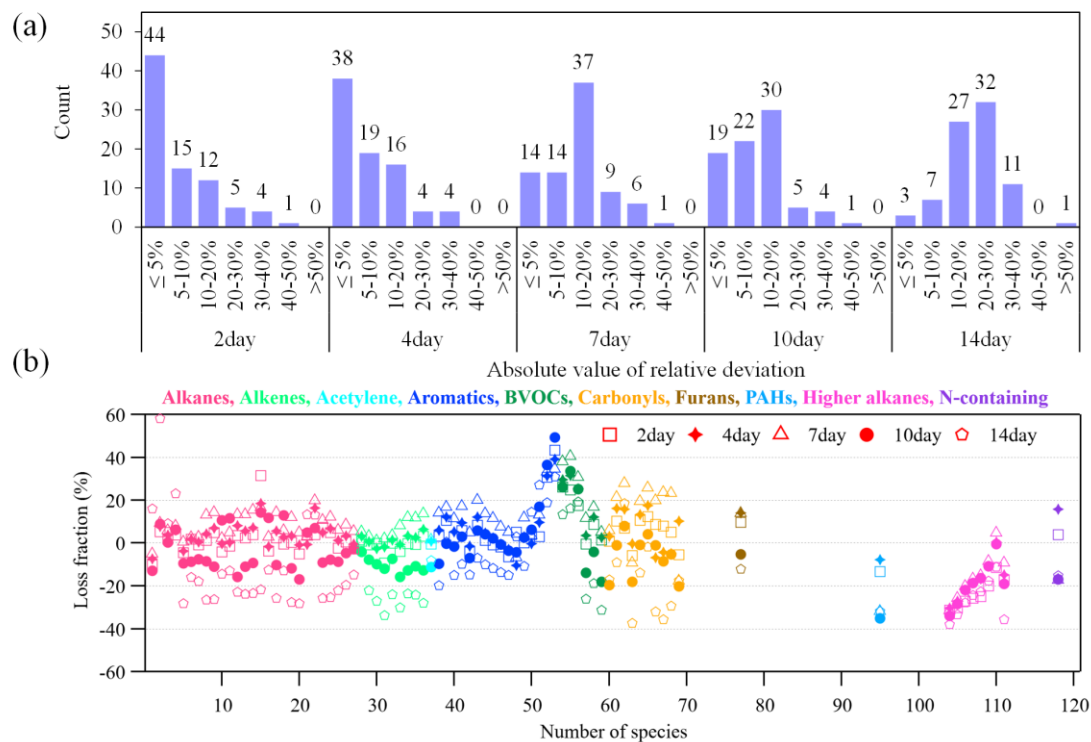 (a)
Count
50
40
30
20
10
0
44 15 12 5 4 1 0
38 19 16 4 4 0 0
14 14 37 9 6 1 0
19 22 30 5 4 1 0
3 7 27 32 11 0 1
≤ 5% 5-10% 10-20% 20-30% 30-40% 40-50% >50%
≤ 5% 5-10% 10-20% 20-30% 30-40% 40-50% >50%
≤ 5% 5-10% 10-20% 20-30% 30-40% 40-50% >50%
≤ 5% 5-10% 10-20% 20-30% 30-40% 40-50% >50%
≤ 5% 5-10% 10-20% 20-30% 30-40% 40-50% >50%
2day 4day 7day 10day 14day
Absolute value of relative deviation
(b)
Alkanes, Alkenes, Acetylene, Aromatics, BVOCs, Carbonyls, Furans, PAHs, Higher alkanes, N-containing
2day 4day 7day 10day 14day
Loss fraction (%)
60
40
20
0
-20
-40
-60
0 10 20 30 40 50 60 70 80 90 100 110 120
Number of species